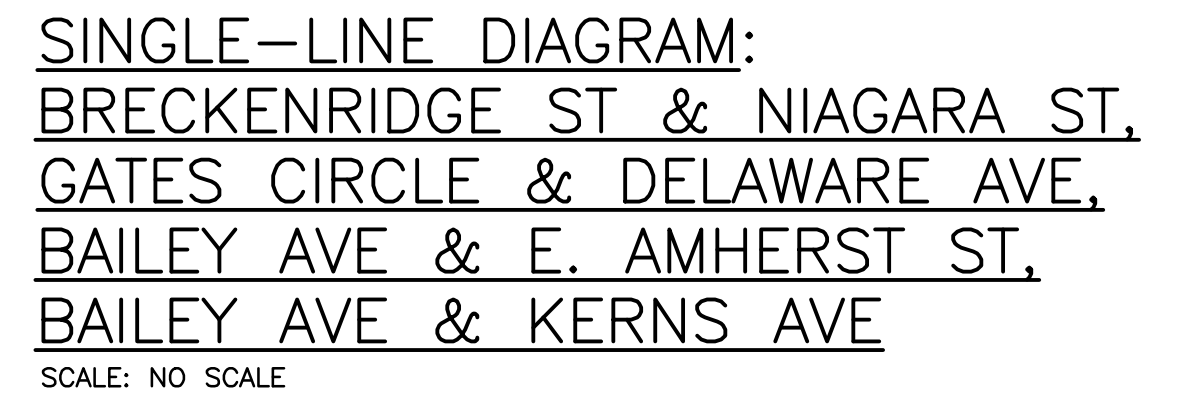 SINGLE-LINE DIAGRAM:
BRECKENRIDGE ST & NIAGARA ST,
GATES CIRCLE & DELAWARE AVE,
BAILEY AVE & E. AMHERST ST,
BAILEY AVE & KERNS AVE
SCALE: NO SCALE